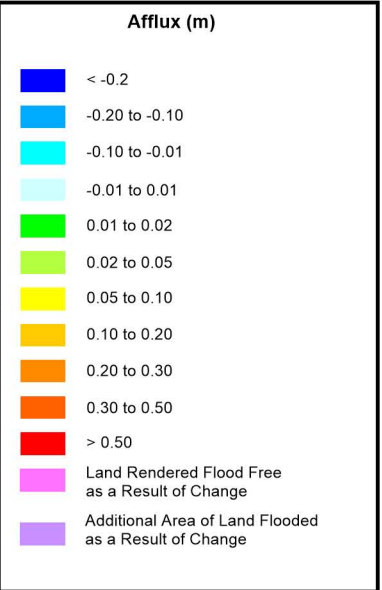 Afflux (m)
< -0.2
-0.20 to -0.10
-0.10 to -0.01
-0.01 to 0.01
0.01 to 0.02
0.02 to 0.05
0.05 to 0.10
0.10 to 0.20
0.20 to 0.30
0.30 to 0.50
> 0.50
Land Rendered Flood Free
as a Result of Change
Additional Area of Land Flooded
as a Result of Change